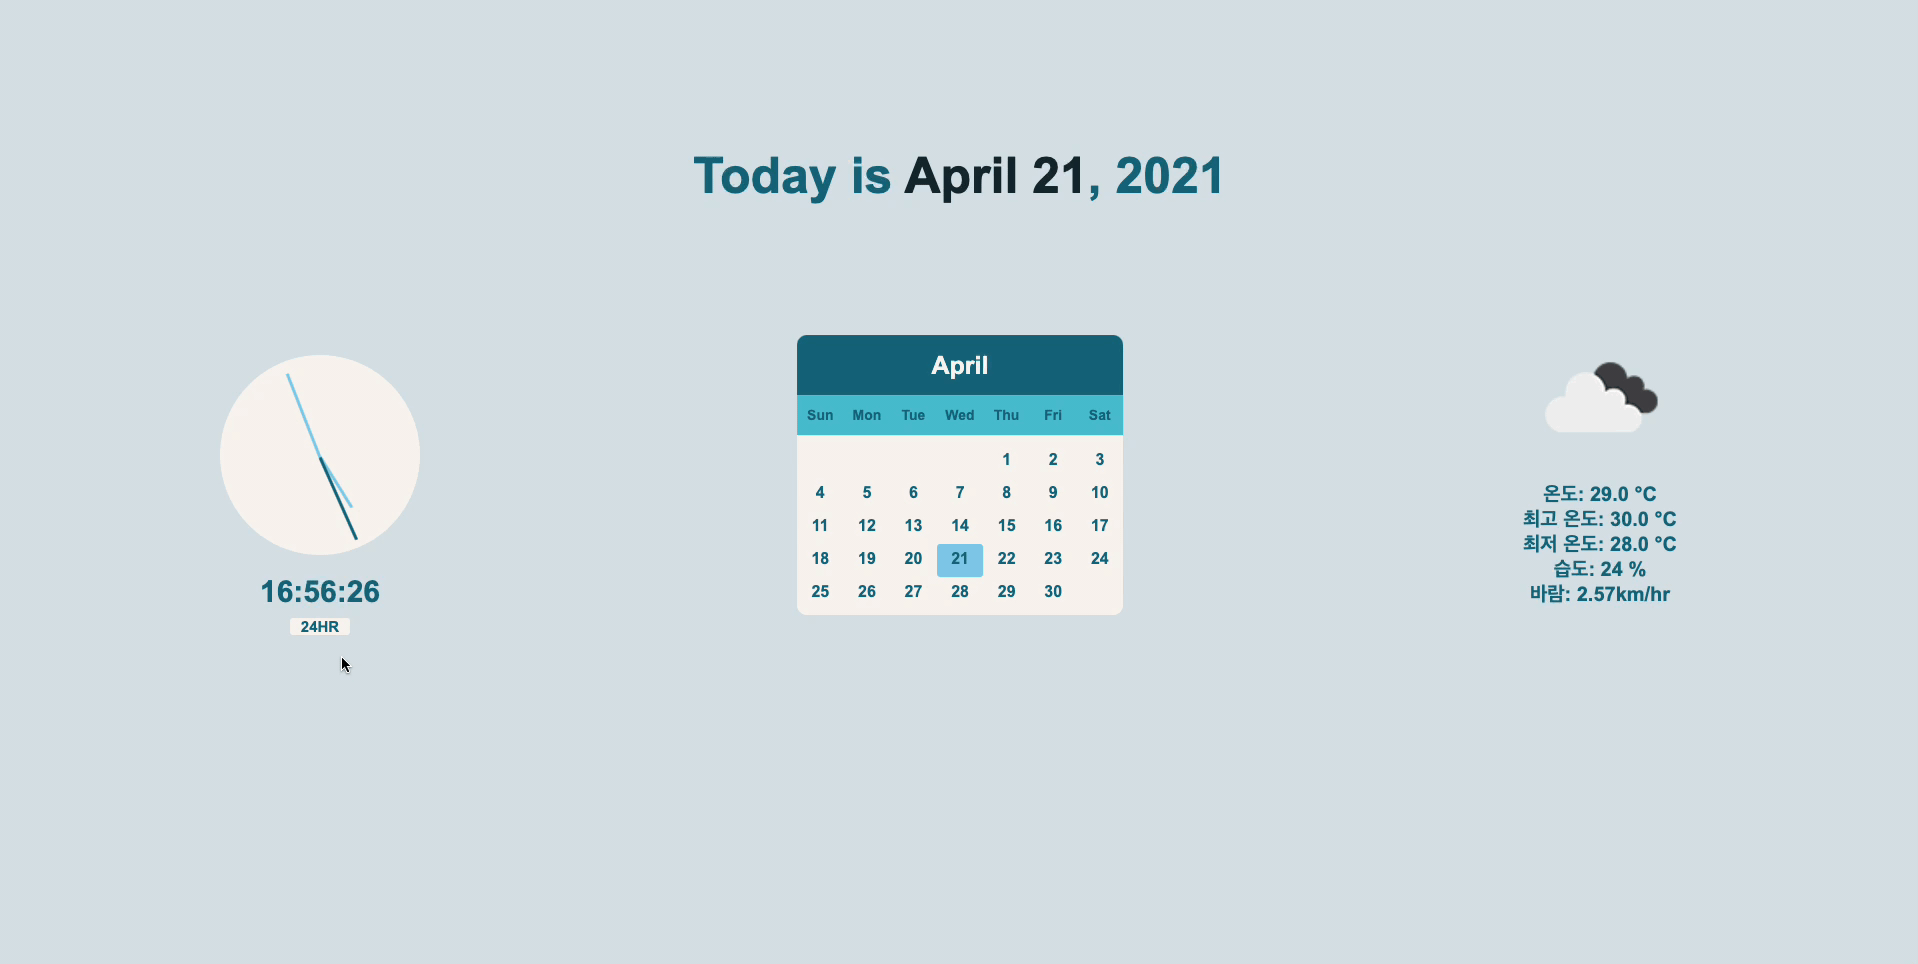 Today is April 21, 2021
16:56:26
24HR
April
Sun Mon Tue Wed Thu Fri Sat
1 2 3
4 5 6 7 8 9 10
11 12 13 14 15 16 17
18 19 20 21 22 23 24
25 26 27 28 29 30
온도: 29.0 °C
최고 온도: 30.0 °C
최저 온도: 28.0 °C
습도: 24 %
바람: 2.57km/hr